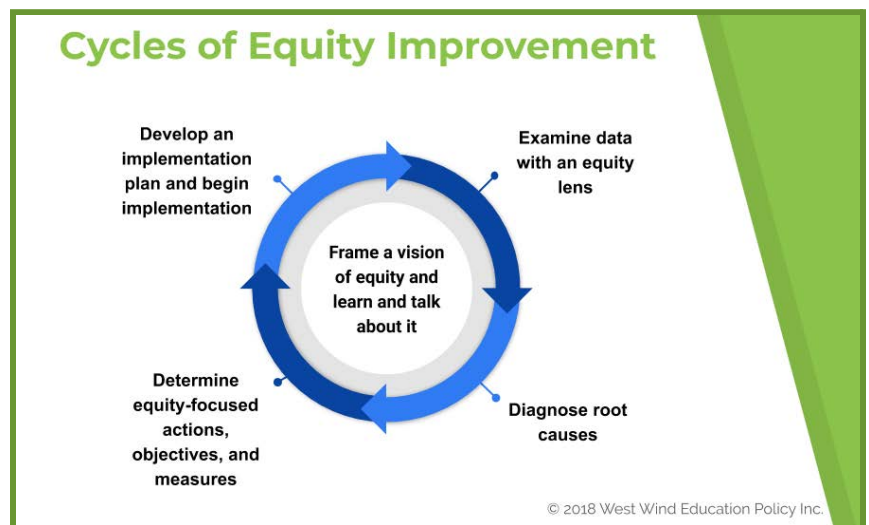 Cycles of Equity Improvement
Develop an
implementation
plan and begin
implementation
Examine data
with an equity
lens
Frame a vision
of equity and
learn and talk
about it
Determine
equity-focused
actions,
objectives, and
measures
Diagnose root
causes
© 2018 West Wind Education Policy Inc.